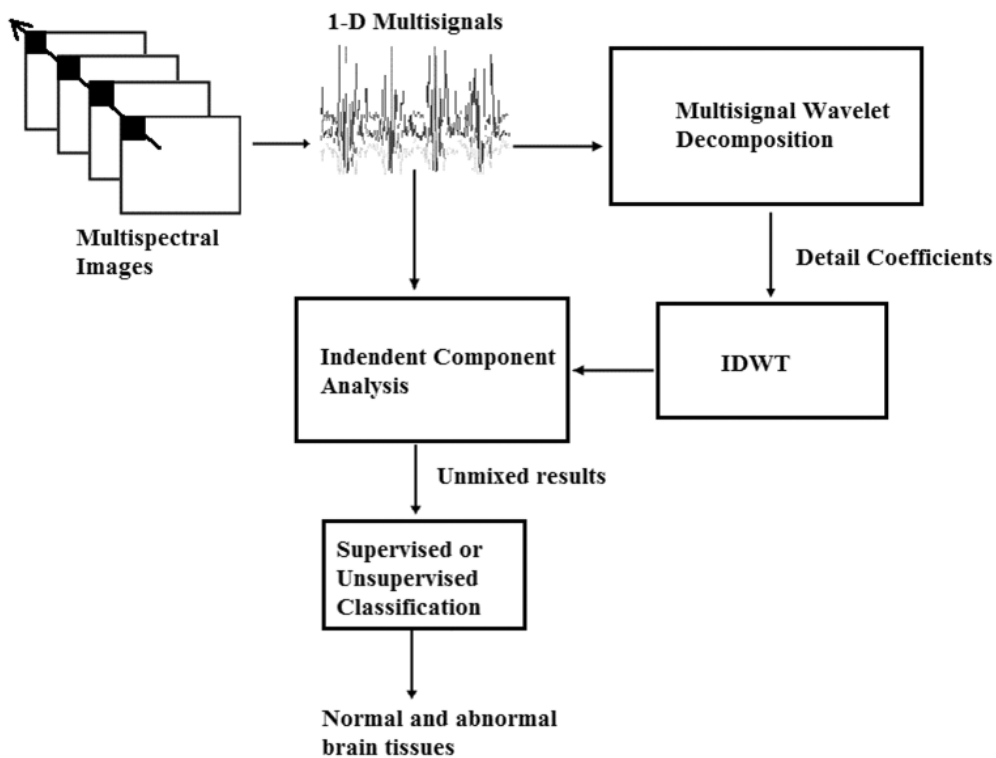 1-D Multisignals
Multispectral
Images
Multisignal Wavelet
Decomposition
Detail Coefficients
IDWT
Indendent Component
Analysis
Unmixed results
Supervised or
Unsupervised
Classification
Normal and abnormal
brain tissues